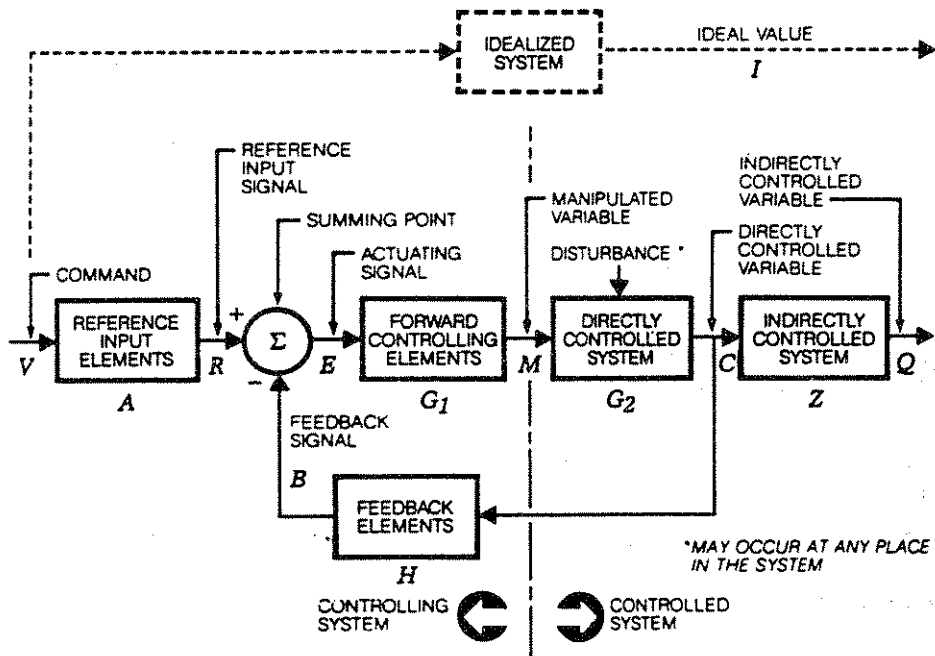 IDEALIZED
SYSTEM
IDEAL VALUE
I
REFERENCE
INPUT
SIGNAL
SUMMING POINT
ACTUATING
SIGNAL
MANIPULATED
VARIABLE
DISTURBANCE *
INDIRECTLY
CONTROLLED
VARIABLE
DIRECTLY
CONTROLLED
VARIABLE
COMMAND
V
REFERENCE
INPUT
ELEMENTS
A
R
+
−
Σ
E
FORWARD
CONTROLLING
ELEMENTS
G1
M
DIRECTLY
CONTROLLED
SYSTEM
G2
C
INDIRECTLY
CONTROLLED
SYSTEM
Z
Q
FEEDBACK
SIGNAL
B
FEEDBACK
ELEMENTS
H
*MAY OCCUR AT ANY PLACE
IN THE SYSTEM
CONTROLLING
SYSTEM
CONTROLLED
SYSTEM